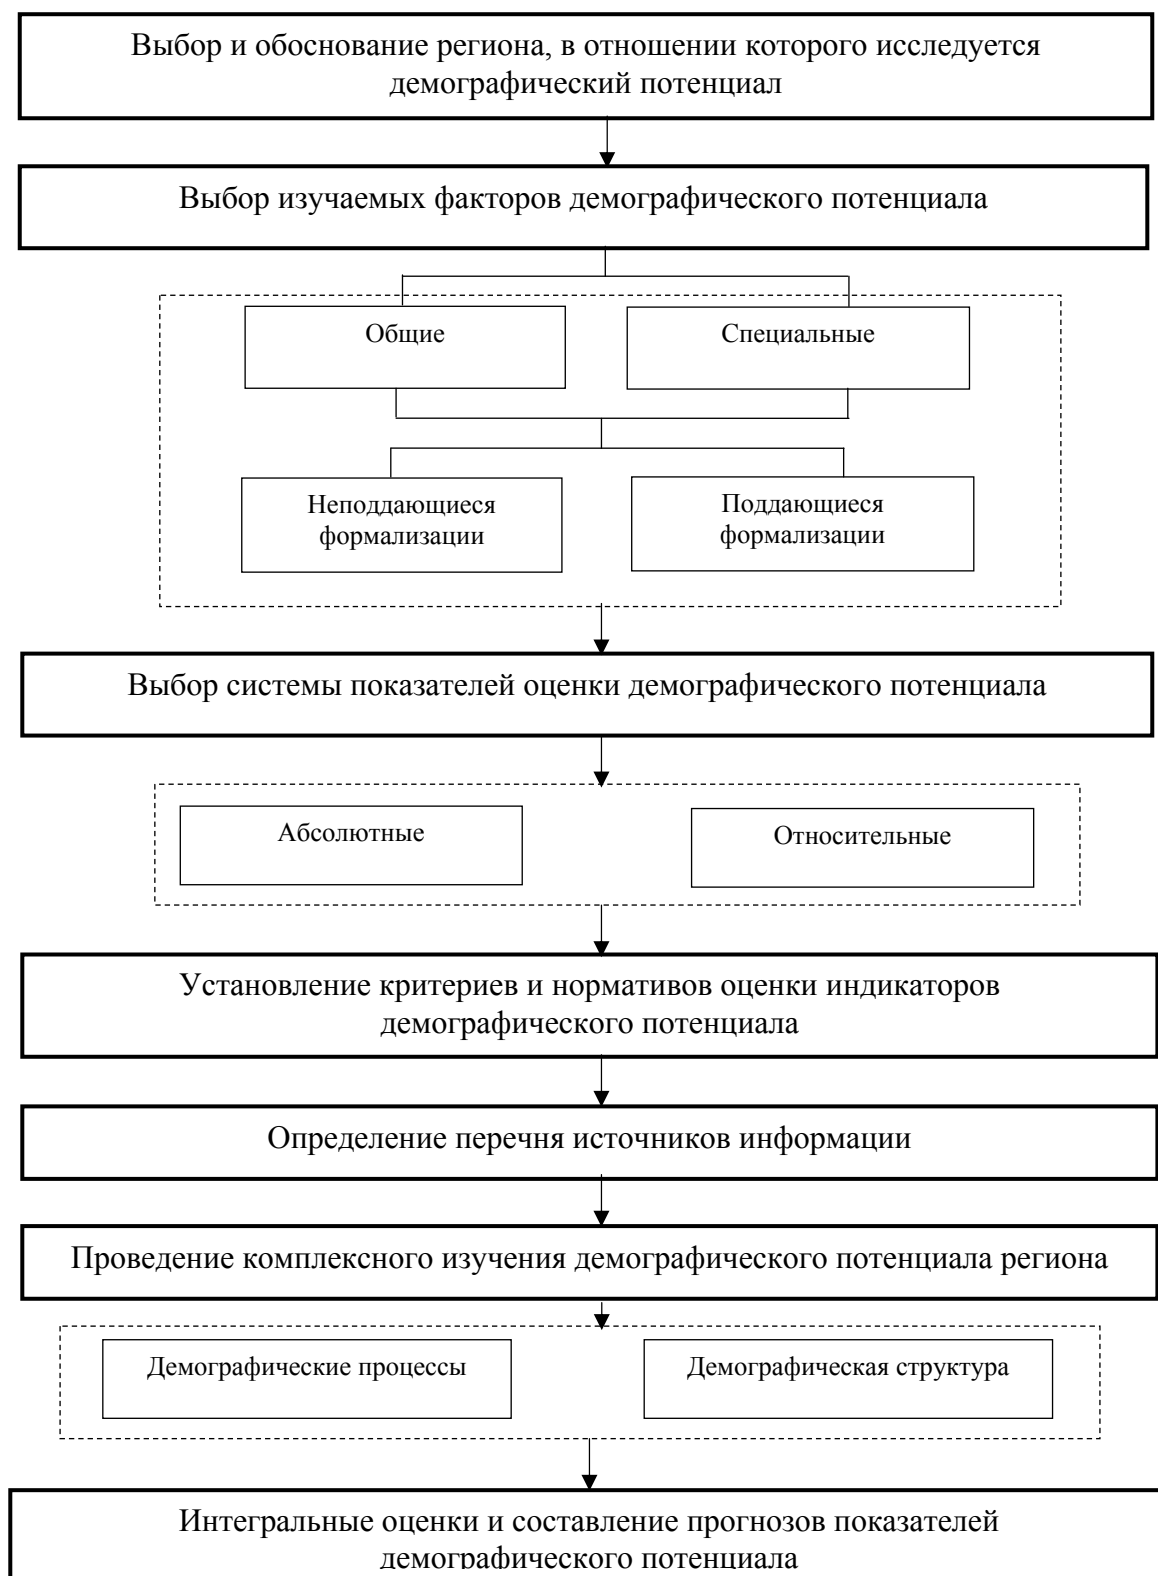 Выбор и обоснование региона, в отношении которого исследуется
демографический потенциал
Выбор изучаемых факторов демографического потенциала
Общие
Специальные
Неподдающиеся
формализации
Поддающиеся
формализации
Выбор системы показателей оценки демографического потенциала
Абсолютные
Относительные
Установление критериев и нормативов оценки индикаторов
демографического потенциала
Определение перечня источников информации
Проведение комплексного изучения демографического потенциала региона
Демографические процессы
Демографическая структура
Интегральные оценки и составление прогнозов показателей
демографического потенциала